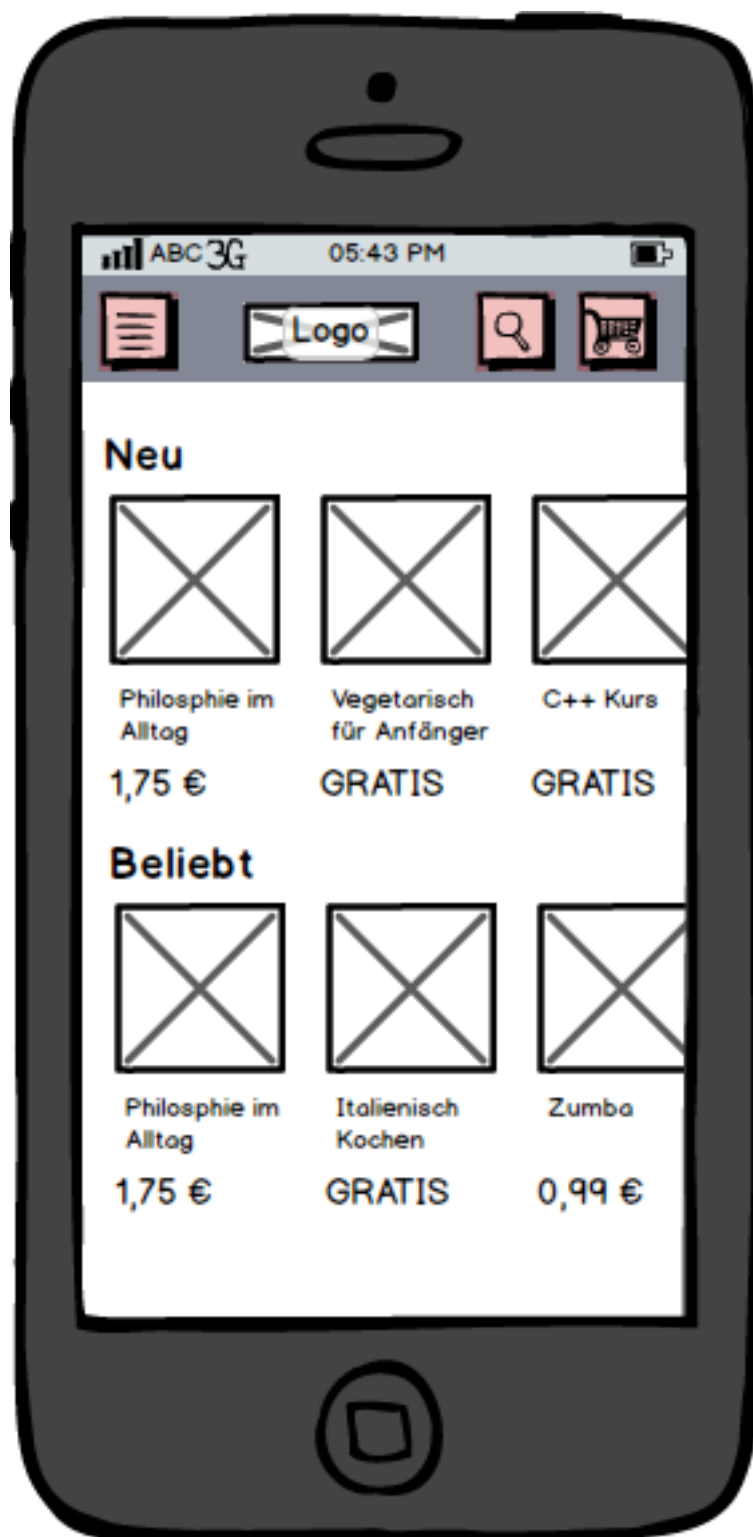 ABC 3G 05:43 PM
Logo
Neu
Philosphie im Alltag
Vegetarisch für Anfänger
C++ Kurs
1,75 € GRATIS GRATIS
Beliebt
Philosphie im Alltag
Italienisch Kochen
Zumba
1,75 € GRATIS 0,99 €